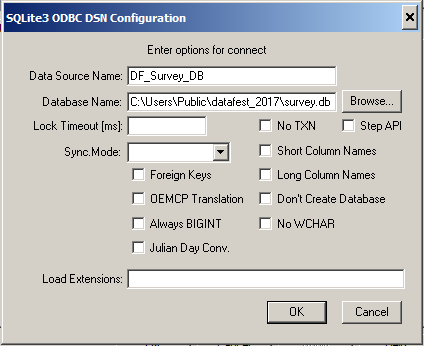 SQLite3 ODBC DSN Configuration
Enter options for connect
Data Source Name: DF_Survey_DB
Database Name: C:\Users\Public\datafest_2017\survey.db Browse...
Lock Timeout [ms]: No TXN Step API
Sync.Mode: Short Column Names
Foreign Keys Long Column Names
OEMCP Translation Don't Create Database
Always BIGINT No WCHAR
Julian Day Conv.
Load Extensions:
OK Cancel